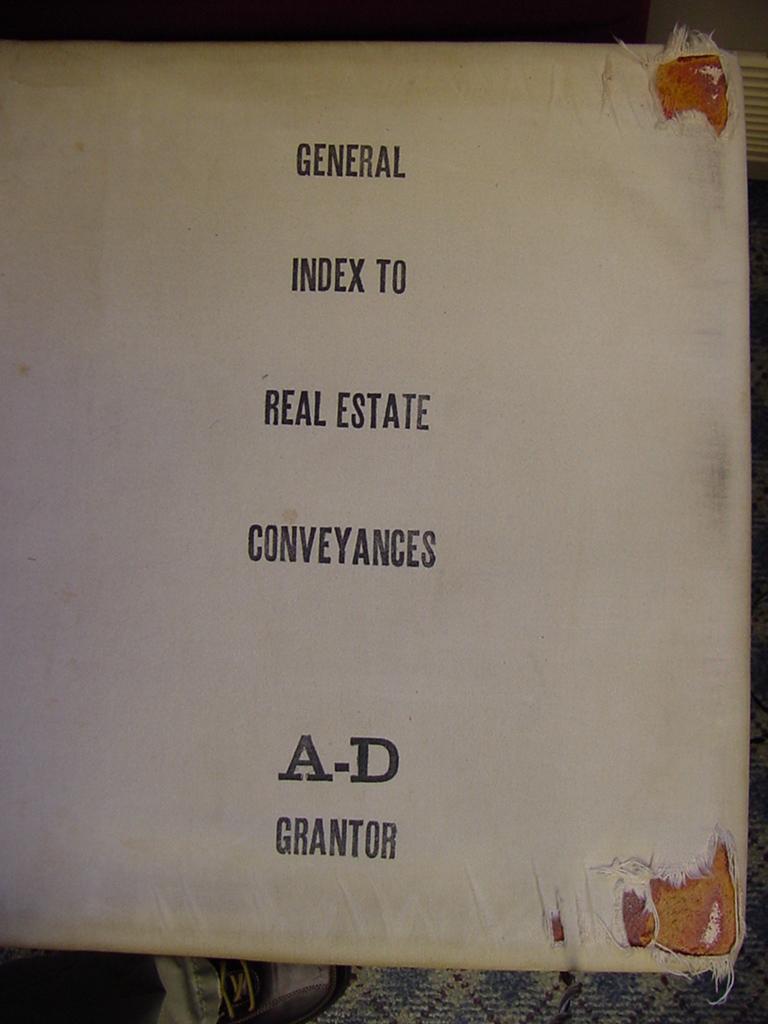 GENERAL
INDEX TO
REAL ESTATE
CONVEYANCES
A-D
GRANTOR